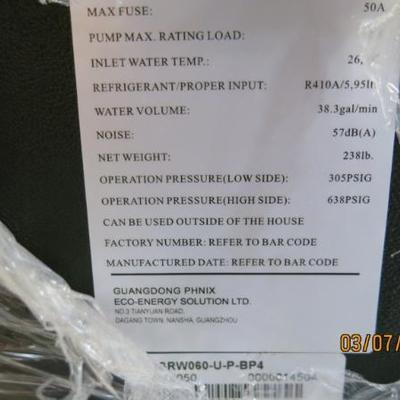 MAX FUSE: 50A
PUMP MAX. RATING LOAD:
INLET WATER TEMP.: 26,
REFRIGERANT/PROPER INPUT: R410A/5,95lb
WATER VOLUME: 38.3gal/min
NOISE: 57dB(A)
NET WEIGHT: 238lb.
OPERATION PRESSURE(LOW SIDE): 305PSIG
OPERATION PRESSURE(HIGH SIDE): 638PSIG
CAN BE USED OUTSIDE OF THE HOUSE
FACTORY NUMBER: REFER TO BAR CODE
MANUFACTURED DATE: REFER TO BAR CODE
GUANGDONG PHNIX
ECO-ENERGY SOLUTION LTD.
NO.3 TIANYUAN ROAD,
DAGANG TOWN, NANSHA, GUANGZHOU
03/07/
RW060-U-P-BP4